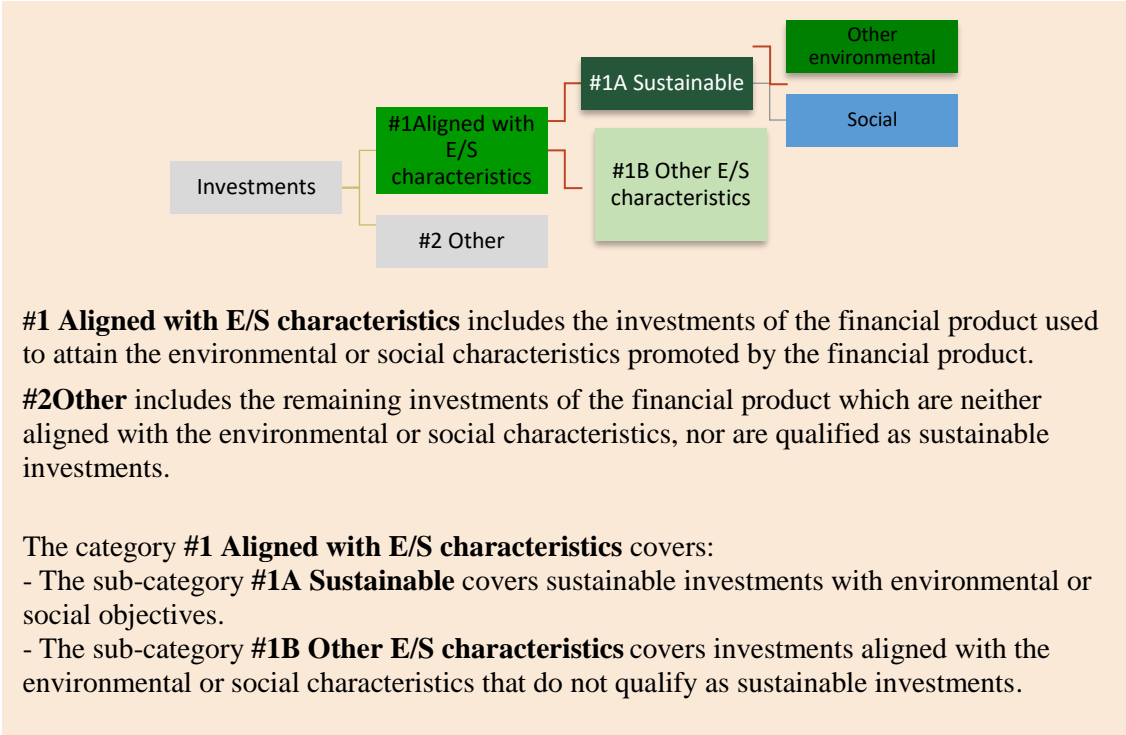 Other
environmental
#1A Sustainable
Social
#1Aligned with
E/S
characteristics
#1B Other E/S
characteristics
Investments
#2 Other
#1 Aligned with E/S characteristics includes the investments of the financial product used
to attain the environmental or social characteristics promoted by the financial product.
#2Other includes the remaining investments of the financial product which are neither
aligned with the environmental or social characteristics, nor are qualified as sustainable
investments.
The category #1 Aligned with E/S characteristics covers:
- The sub-category #1A Sustainable covers sustainable investments with environmental or
social objectives.
- The sub-category #1B Other E/S characteristics covers investments aligned with the
environmental or social characteristics that do not qualify as sustainable investments.